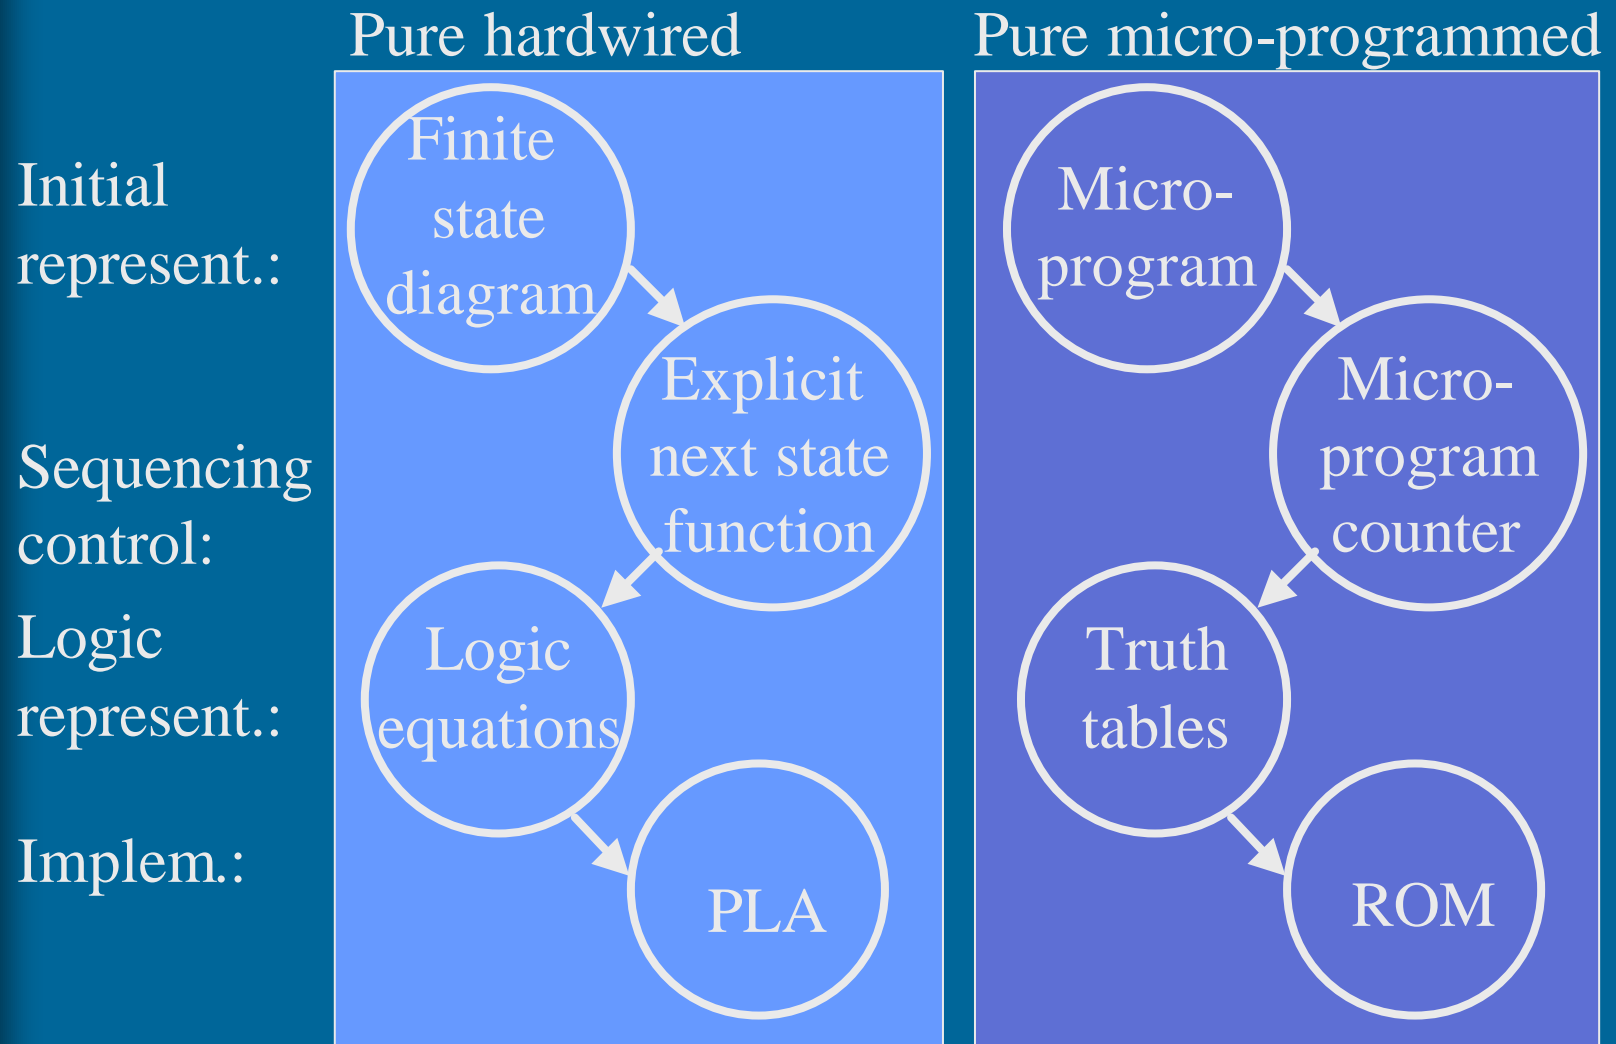 Pure hardwired
Pure micro-programmed
Initial
represent.:
Finite
state
diagram
Micro-
program
Sequencing
control:
Explicit
next state
function
Micro-
program
counter
Logic
represent.:
Logic
equations
Truth
tables
Implem.:
PLA
ROM